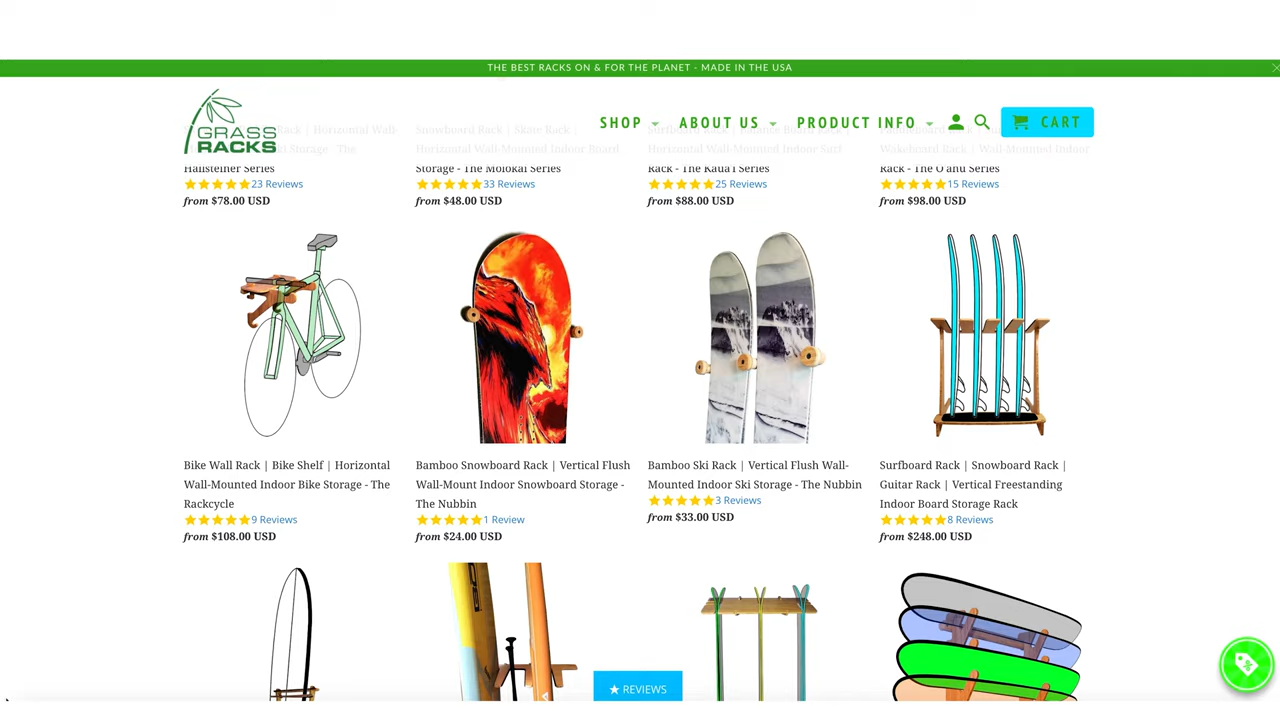 THE BEST RACKS ON & FOR THE PLANET - MADE IN THE USA
GRASS
RACKS
SHOP
ABOUT US
PRODUCT INFO
CART
Rack | Horizontal Wall-
Snowboard Rack | Skate Rack |
Horizontal Wall-Mounted Indoor Board
Horizontal Wall-Mounted Indoor Surf
Wakeboard Rack | Wall-Mounted Indoor
Hallsteiner Series
Storage - The Molokai Series
Rack - The Kaua'i Series
Rack - The O'ahu Series
23 Reviews
33 Reviews
25 Reviews
15 Reviews
from $78.00 USD
from $48.00 USD
from $88.00 USD
from $98.00 USD
Bike Wall Rack | Bike Shelf | Horizontal
Wall-Mounted Indoor Bike Storage - The
Rackcycle
9 Reviews
from $108.00 USD
Bamboo Snowboard Rack | Vertical Flush
Wall-Mount Indoor Snowboard Storage -
The Nubbin
1 Review
from $24.00 USD
Bamboo Ski Rack | Vertical Flush Wall-
Mounted Indoor Ski Storage - The Nubbin
3 Reviews
from $33.00 USD
Surfboard Rack | Snowboard Rack |
Guitar Rack | Vertical Freestanding
Indoor Board Storage Rack
8 Reviews
from $248.00 USD
★ REVIEWS